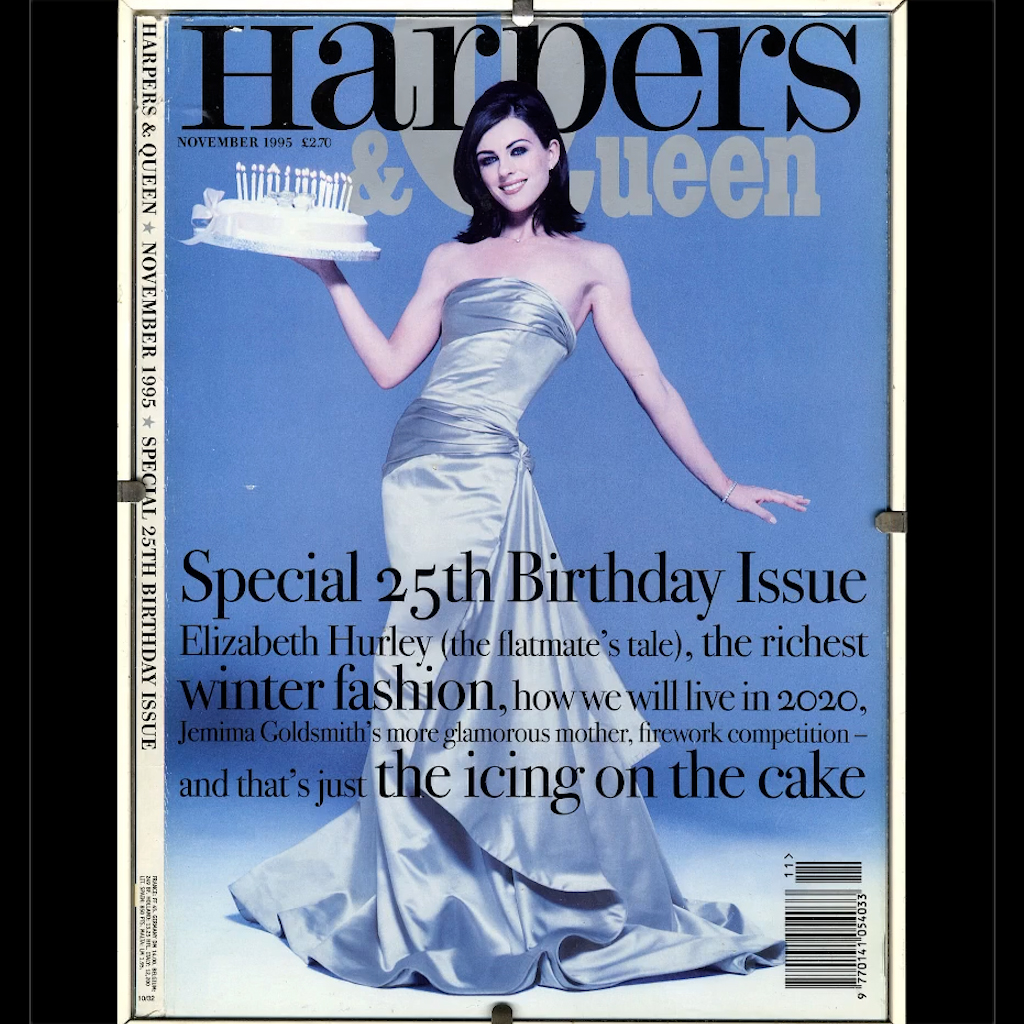 Harpers
& Queen
NOVEMBER 1995 £2.70
HARPERS & QUEEN ★ NOVEMBER 1995 ★ SPECIAL 25TH BIRTHDAY ISSUE
Special 25th Birthday Issue
Elizabeth Hurley (the flatmate's tale), the richest
winter fashion, how we will live in 2020,
Jemima Goldsmith's more glamorous mother, firework competition –
and that's just the icing on the cake
11>
9 770141 054033
10/32